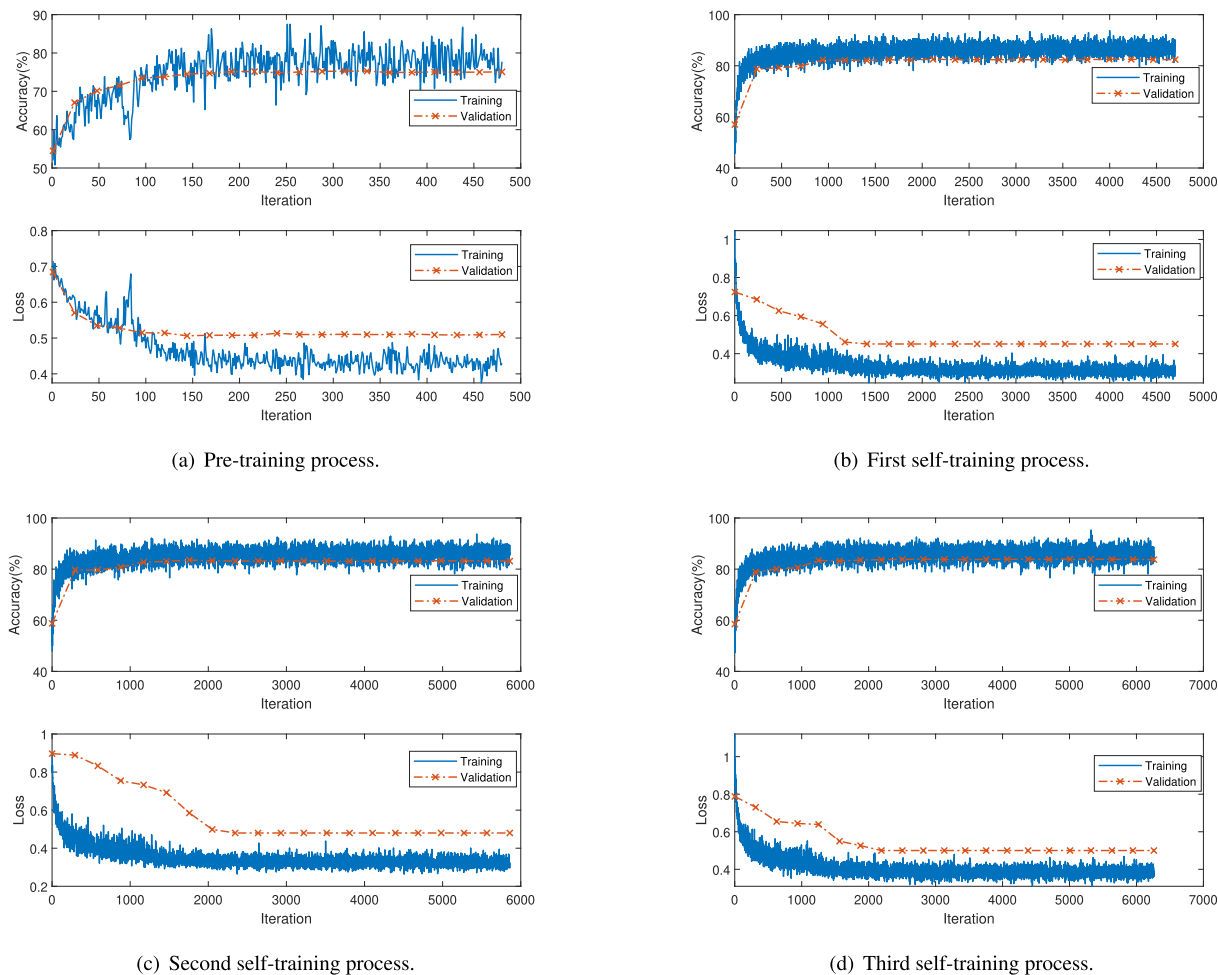 90
80
70
60
50
Accuracy(%)
Training
Validation
0 50 100 150 200 250 300 350 400 450 500
Iteration
0.8
0.7
0.6
0.5
0.4
Loss
Training
Validation
0 50 100 150 200 250 300 350 400 450 500
Iteration
(a) Pre-training process.
100
80
60
40
Accuracy(%)
Training
Validation
0 500 1000 1500 2000 2500 3000 3500 4000 4500 5000
Iteration
1
0.8
0.6
0.4
Loss
Training
Validation
0 500 1000 1500 2000 2500 3000 3500 4000 4500 5000
Iteration
(b) First self-training process.
100
80
60
40
Accuracy(%)
Training
Validation
0 1000 2000 3000 4000 5000 6000
Iteration
1
0.8
0.6
0.4
0.2
Loss
Training
Validation
0 1000 2000 3000 4000 5000 6000
Iteration
(c) Second self-training process.
100
80
60
40
Accuracy(%)
Training
Validation
0 1000 2000 3000 4000 5000 6000 7000
Iteration
1
0.8
0.6
0.4
Loss
Training
Validation
0 1000 2000 3000 4000 5000 6000 7000
Iteration
(d) Third self-training process.